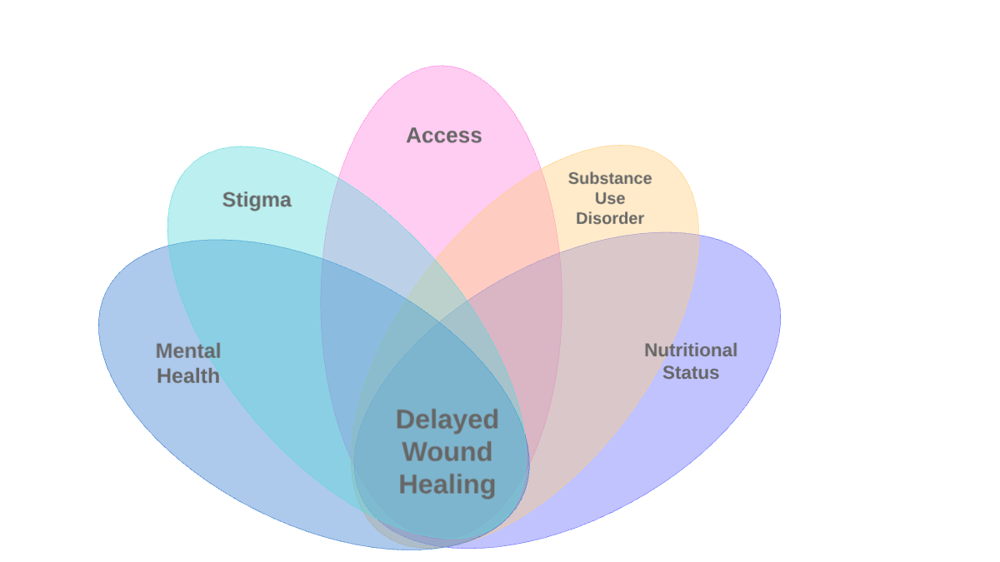 Access
Substance
Use
Disorder
Stigma
Mental
Health
Nutritional
Status
Delayed
Wound
Healing